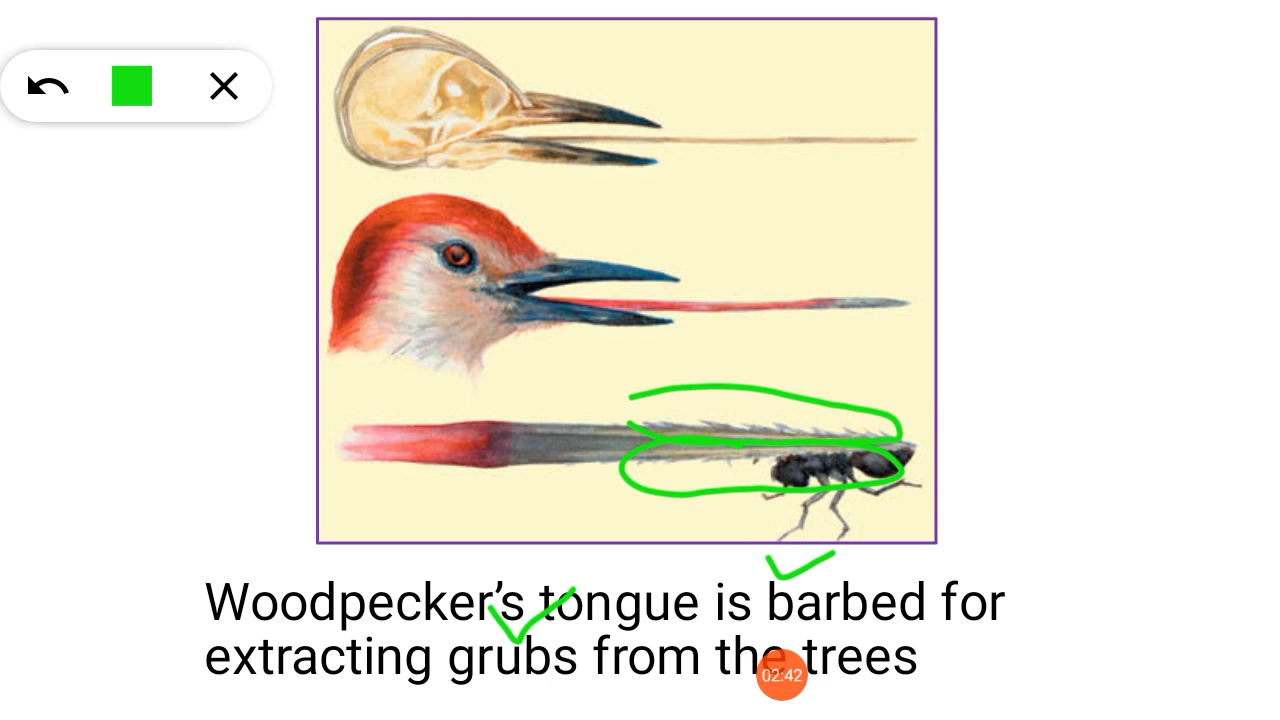 Woodpecker’s tongue is barbed for
extracting grubs from the trees
02:42